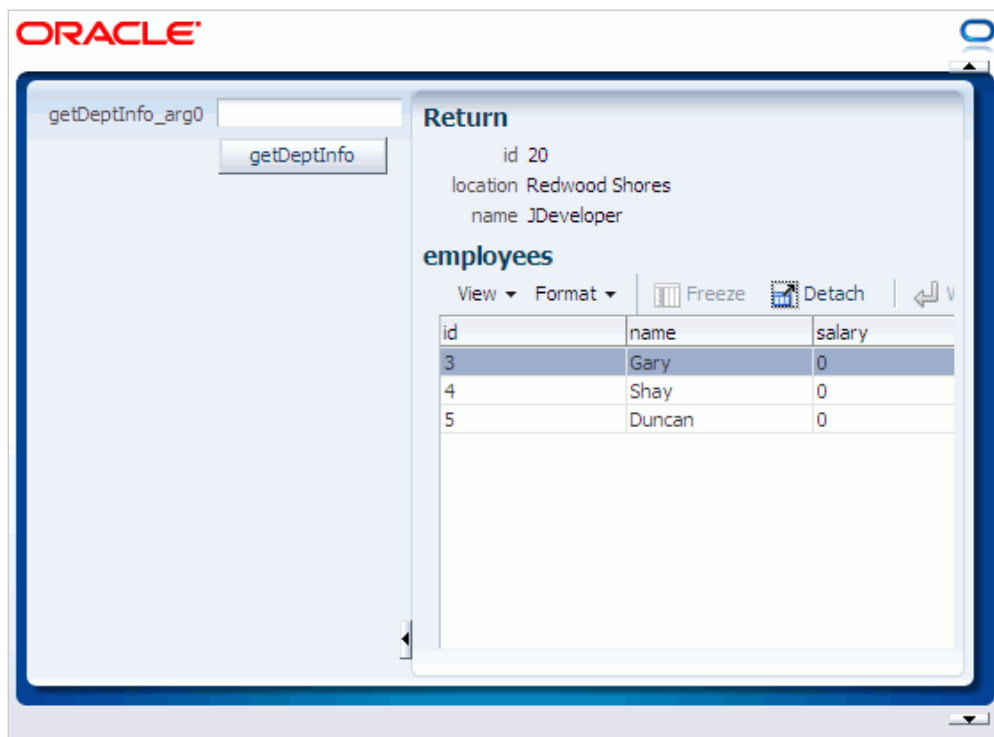 ORACLE
getDeptInfo_arg0
getDeptInfo
Return
id 20
location Redwood Shores
name JDeveloper
employees
View Format Freeze Detach
id name salary
3 Gary 0
4 Shay 0
5 Duncan 0